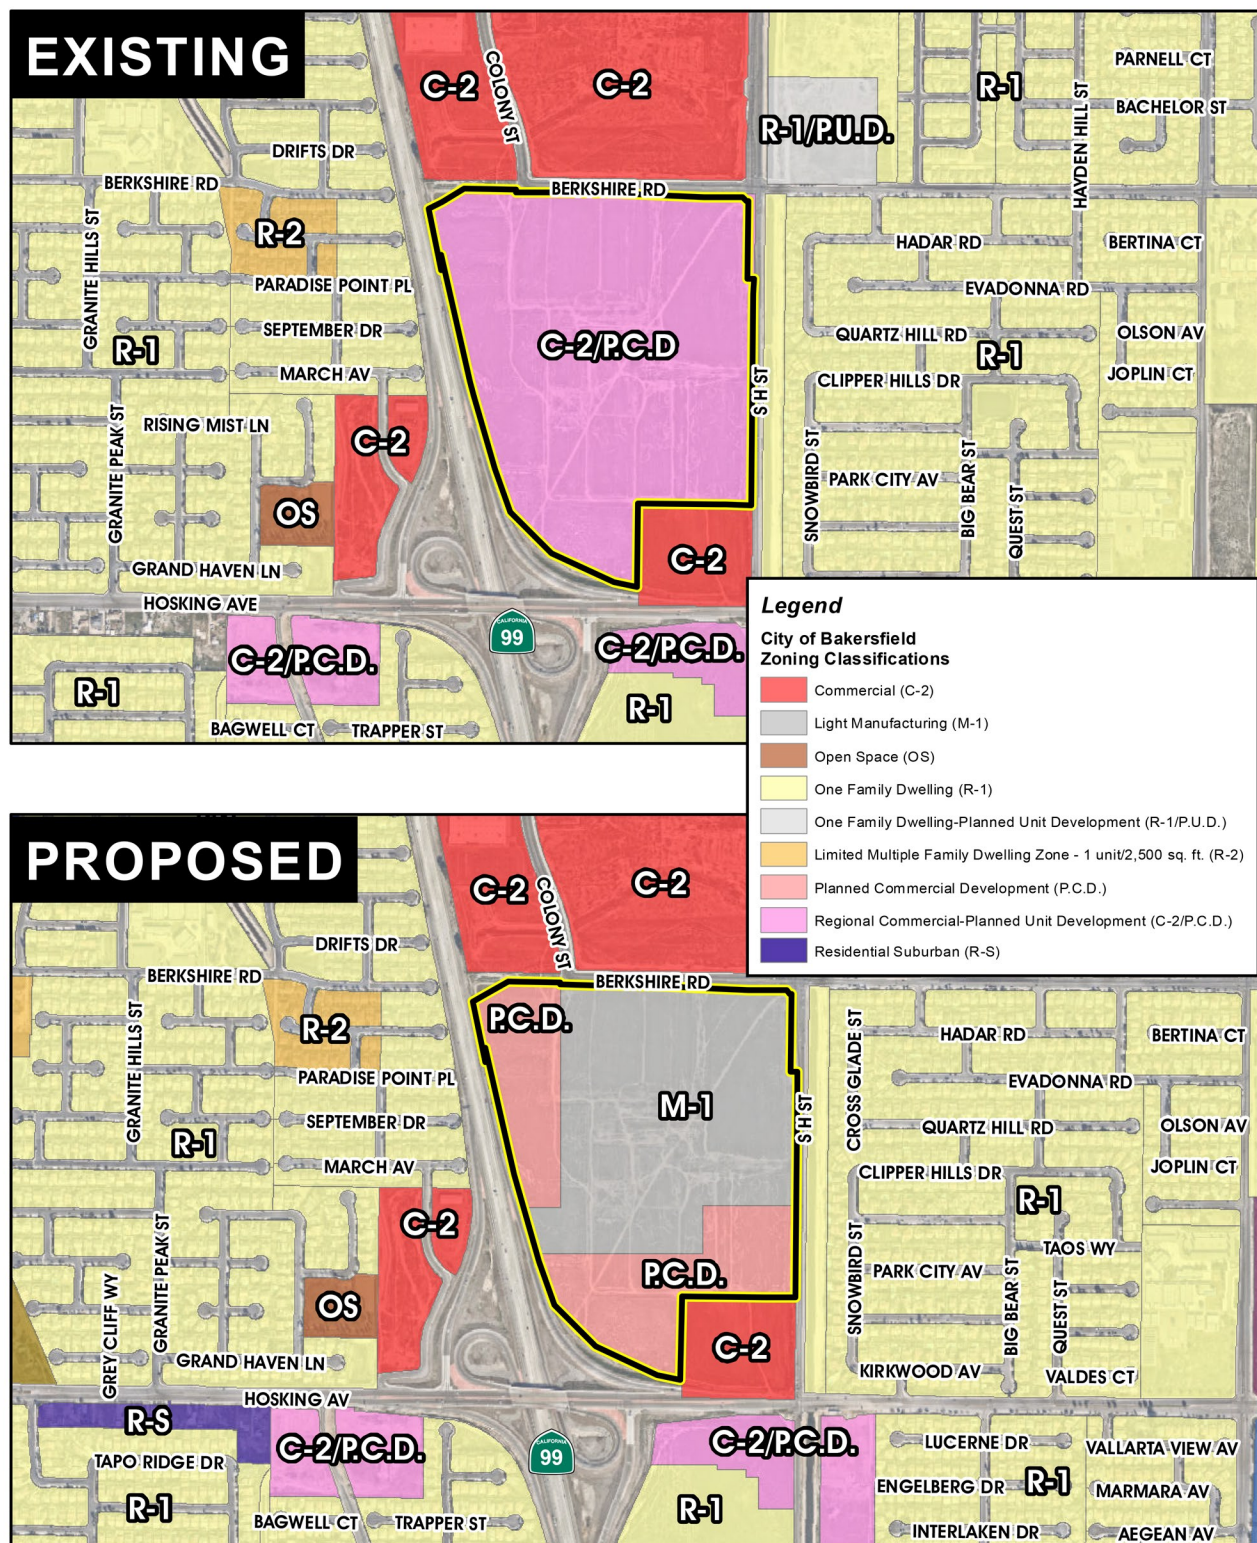 EXISTING
C-2
COLONY ST
C-2
R-1
PARNELL CT
BACHELOR ST
HAYDEN HILL ST
R-1/P.U.D.
DRIFTS DR
BERKSHIRE RD
BERKSHIRE RD
GRANITE HILLS ST
R-2
HADAR RD
BERTINA CT
PARADISE POINT PL
EVADONNA RD
SEPTEMBER DR
QUARTZ HILL RD
OLSON AV
R-1
C-2/P.C.D
R-1
MARCH AV
CLIPPER HILLS DR
JOPLIN CT
S H ST
GRANITE PEAK ST
RISING MIST LN
C-2
SNOWBIRD ST
PARK CITY AV
BIG BEAR ST
QUEST ST
OS
C-2
GRAND HAVEN LN
HOSKING AVE
CALIFORNIA
99
C-2/P.C.D.
C-2/P.C.D.
R-1
R-1
BAGWELL CT
TRAPPER ST
Legend
City of Bakersfield
Zoning Classifications
Commercial (C-2)
Light Manufacturing (M-1)
Open Space (OS)
One Family Dwelling (R-1)
One Family Dwelling-Planned Unit Development (R-1/P.U.D.)
Limited Multiple Family Dwelling Zone - 1 unit/2,500 sq. ft. (R-2)
Planned Commercial Development (P.C.D.)
Regional Commercial-Planned Unit Development (C-2/P.C.D.)
Residential Suburban (R-S)
PROPOSED
C-2
COLONY ST
C-2
DRIFTS DR
BERKSHIRE RD
BERKSHIRE RD
GRANITE HILLS ST
R-2
P.C.D.
CROSS GLADE ST
HADAR RD
BERTINA CT
PARADISE POINT PL
EVADONNA RD
M-1
S H ST
SEPTEMBER DR
QUARTZ HILL RD
OLSON AV
R-1
MARCH AV
CLIPPER HILLS DR
JOPLIN CT
R-1
C-2
GRANITE PEAK ST
TAOS WY
P.C.D.
SNOWBIRD ST
PARK CITY AV
BIG BEAR ST
QUEST ST
GREY CLIFF WY
OS
C-2
GRAND HAVEN LN
KIRKWOOD AV
VALDES CT
HOSKING AV
R-S
C-2/P.C.D.
CALIFORNIA
99
C-2/P.C.D.
LUCERNE DR
VALLARTA VIEW AV
TAPO RIDGE DR
ENGELBERG DR
R-1
MARMARA AV
R-1
R-1
BAGWELL CT
TRAPPER ST
INTERLAKEN DR
AEGEAN AV